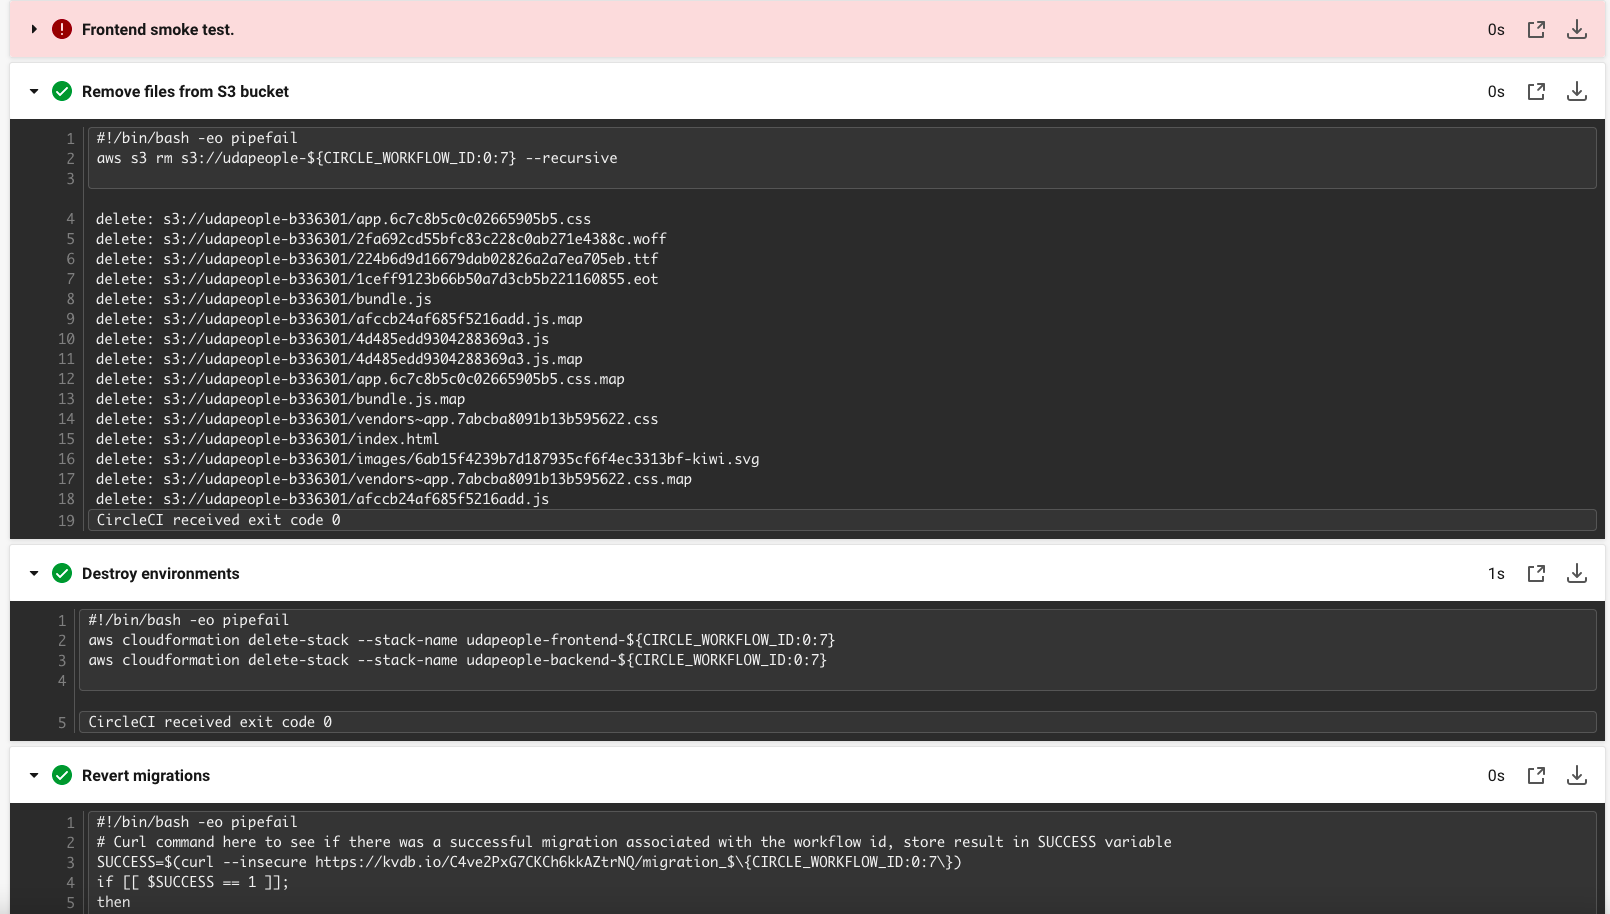 Frontend smoke test.
0s
Remove files from S3 bucket
0s
1 #!/bin/bash -eo pipefail
2 aws s3 rm s3://udapeople-${CIRCLE_WORKFLOW_ID:0:7} --recursive
3
4 delete: s3://udapeople-b336301/app.6c7c8b5c0c02665905b5.css
5 delete: s3://udapeople-b336301/2fa692cd55bfc83c228c0ab271e4388c.woff
6 delete: s3://udapeople-b336301/224b6d9d16679dab02826a2a7ea705eb.ttf
7 delete: s3://udapeople-b336301/1ceff9123b66b50a7d3cb5b221160855.eot
8 delete: s3://udapeople-b336301/bundle.js
9 delete: s3://udapeople-b336301/afccb24af685f5216add.js.map
10 delete: s3://udapeople-b336301/4d485edd9304288369a3.js
11 delete: s3://udapeople-b336301/4d485edd9304288369a3.js.map
12 delete: s3://udapeople-b336301/app.6c7c8b5c0c02665905b5.css.map
13 delete: s3://udapeople-b336301/bundle.js.map
14 delete: s3://udapeople-b336301/vendors~app.7abcba8091b13b595622.css
15 delete: s3://udapeople-b336301/index.html
16 delete: s3://udapeople-b336301/images/6ab15f4239b7d187935cf6f4ec3313bf-kiwi.svg
17 delete: s3://udapeople-b336301/vendors~app.7abcba8091b13b595622.css.map
18 delete: s3://udapeople-b336301/afccb24af685f5216add.js
19 CircleCI received exit code 0
Destroy environments
1s
1 #!/bin/bash -eo pipefail
2 aws cloudformation delete-stack --stack-name udapeople-frontend-${CIRCLE_WORKFLOW_ID:0:7}
3 aws cloudformation delete-stack --stack-name udapeople-backend-${CIRCLE_WORKFLOW_ID:0:7}
4
5 CircleCI received exit code 0
Revert migrations
0s
1 #!/bin/bash -eo pipefail
2 # Curl command here to see if there was a successful migration associated with the workflow id, store result in SUCCESS variable
3 SUCCESS=$(curl --insecure https://kvdb.io/C4ve2PxG7CKCh6kkAZtrNQ/migration_$\{CIRCLE_WORKFLOW_ID:0:7\})
4 if [[ $SUCCESS == 1 ]];
5 then